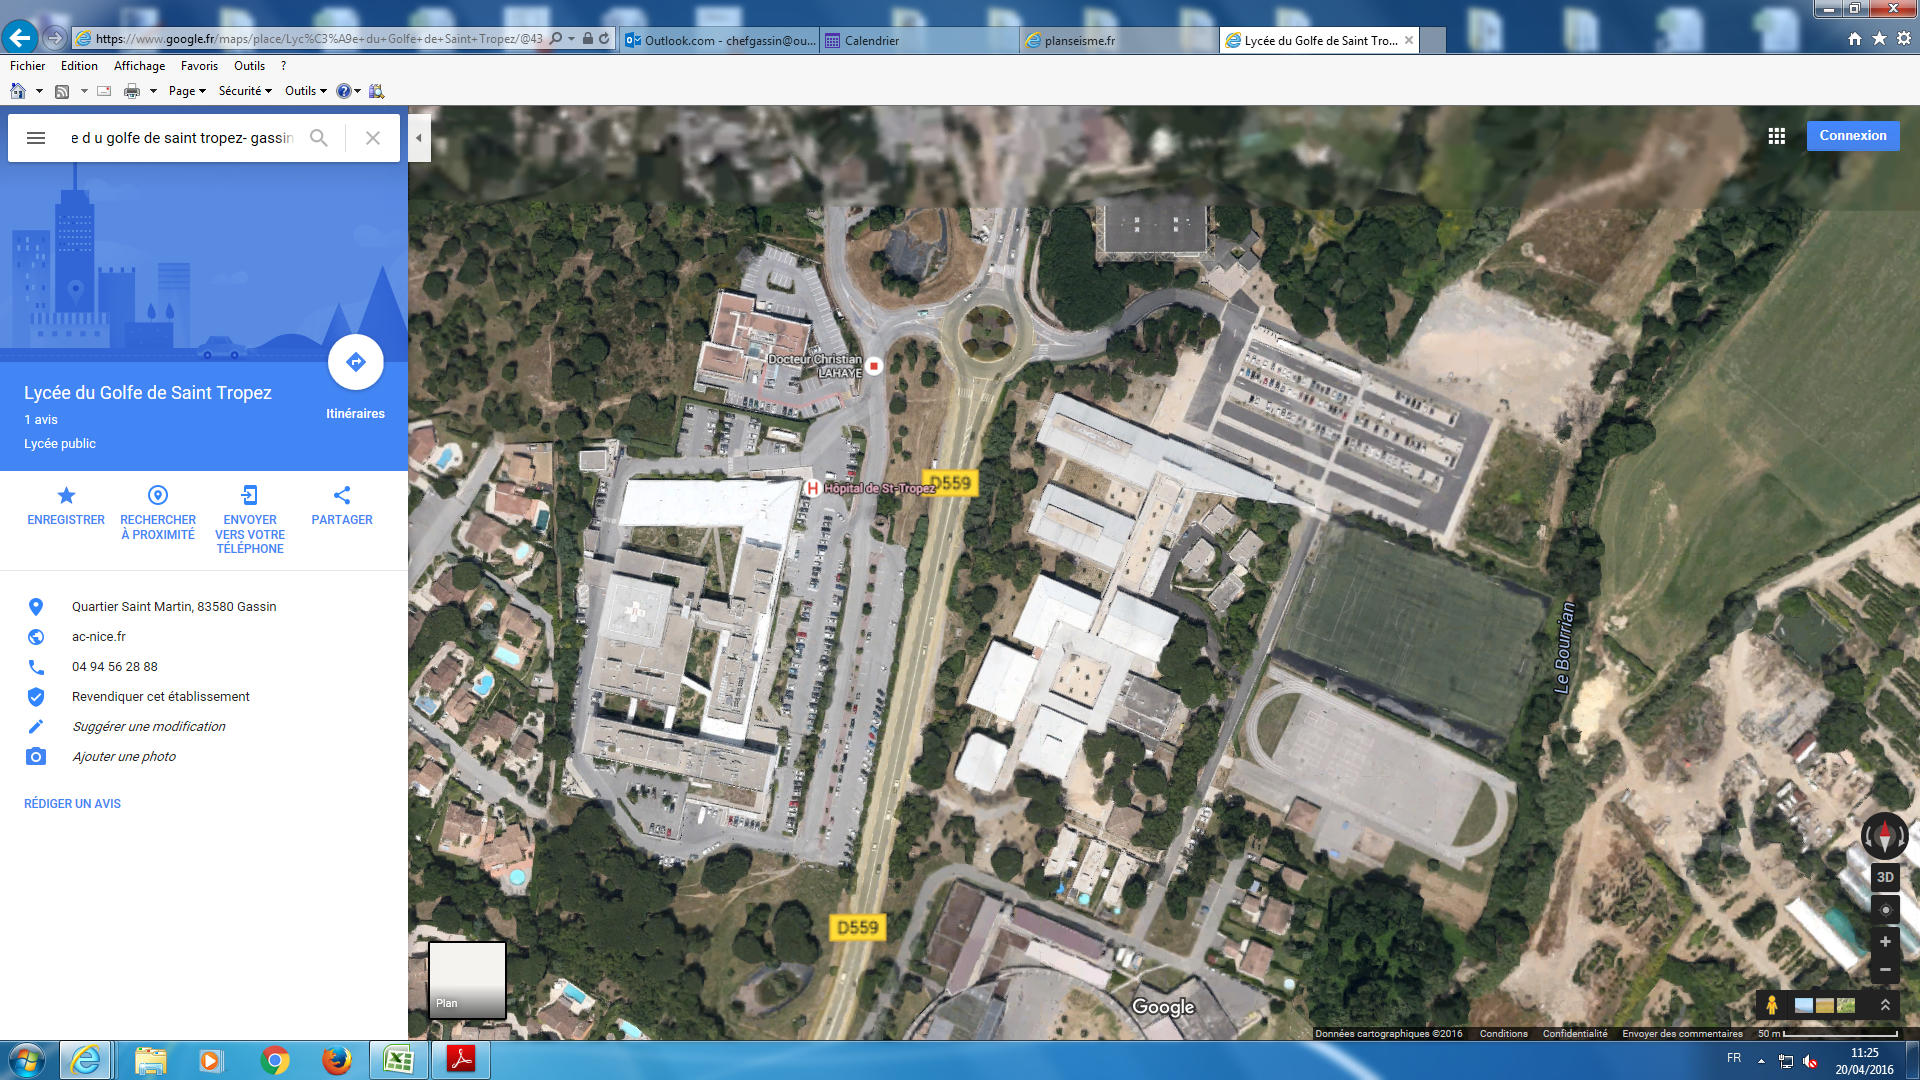 https://www.google.fr/maps/place/Lyc%C3%A9e+du+Golfe+de+Saint+Tropez/@43
Outlook.com - chefgassin@ou...
Calendrier
planseisme.fr
Lycée du Golfe de Saint Tro...
Fichier Edition Affichage Favoris Outils ?
Page Sécurité Outils
e d u golfe de saint tropez- gassin
Connexion
Lycée du Golfe de Saint Tropez
1 avis
Lycée public
Itinéraires
ENREGISTRER
RECHERCHER
À PROXIMITÉ
ENVOYER
VERS VOTRE
TÉLÉPHONE
PARTAGER
Quartier Saint Martin, 83580 Gassin
ac-nice.fr
04 94 56 28 88
Revendiquer cet établissement
Suggérer une modification
Ajouter une photo
RÉDIGER UN AVIS
Docteur Christian
LAHAYE
H Hôpital de St-Tropez
D559
Le Bourrian
D559
Plan
Google
3D
Données cartographiques ©2016 Conditions Confidentialité Envoyer des commentaires 50 m
FR
11:25
20/04/2016